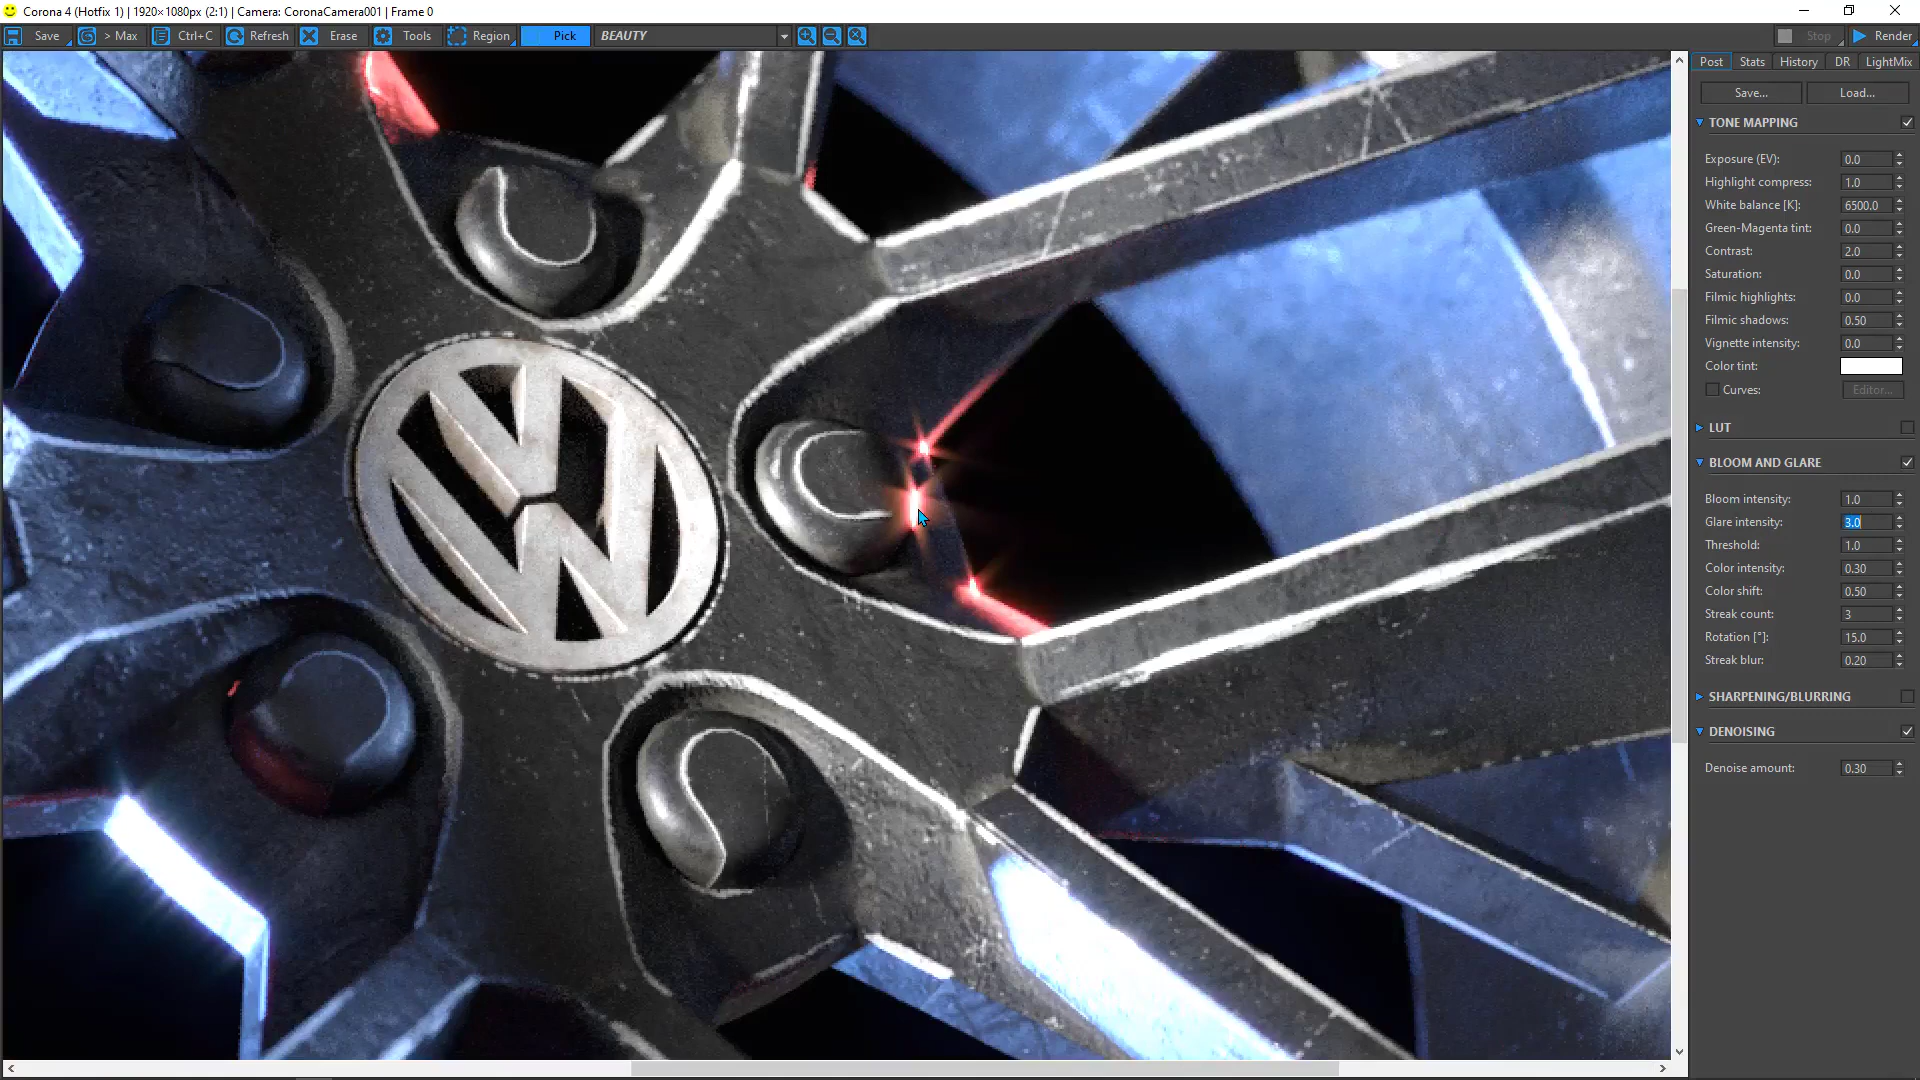 Corona 4 (Hotfix 1) | 1920×1080px (2:1) | Camera: CoronaCamera001 | Frame 0
Save > Max Ctrl+C Refresh Erase Tools Region Pick BEAUTY Stop Render
Post Stats History DR LightMix
Save... Load...
TONE MAPPING
Exposure (EV): 0.0
Highlight compress: 1.0
White balance [K]: 6500.0
Green-Magenta tint: 0.0
Contrast: 2.0
Saturation: 0.0
Filmic highlights: 0.0
Filmic shadows: 0.50
Vignette intensity: 0.0
Color tint:
Curves: Editor...
LUT
BLOOM AND GLARE
Bloom intensity: 1.0
Glare intensity: 3.0
Threshold: 1.0
Color intensity: 0.30
Color shift: 0.50
Streak count: 3
Rotation [°]: 15.0
Streak blur: 0.20
SHARPENING/BLURRING
DENOISING
Denoise amount: 0.30
VW